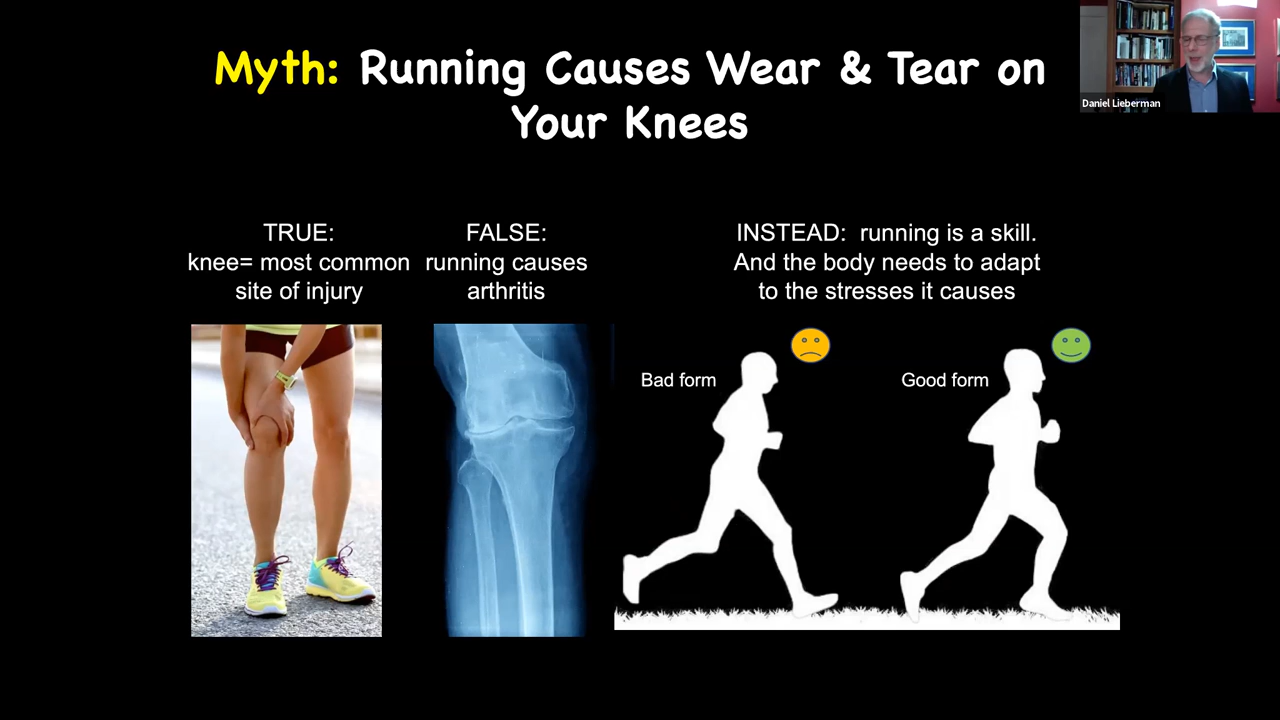 Myth: Running Causes Wear & Tear on
Your Knees
Daniel Lieberman
TRUE:
knee= most common
site of injury
FALSE:
running causes
arthritis
INSTEAD:  running is a skill.
And the body needs to adapt
to the stresses it causes
Bad form
Good form